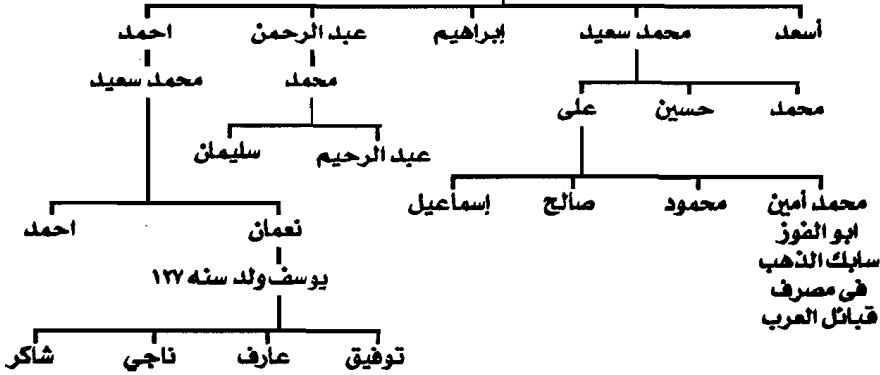 أسعد محمد سعيد إبراهيم عبد الرحمن احمد
محمد محمد سعيد
محمد حسين على
عبد الرحيم سليمان
محمد أمين محمود صالح إسماعيل
ابو الفوز
سابك الذهب
فى مصرف
قبائل العرب
نعمان احمد
يوسف ولد سنه ١٢٧
توفيق عارف ناجي شاكر